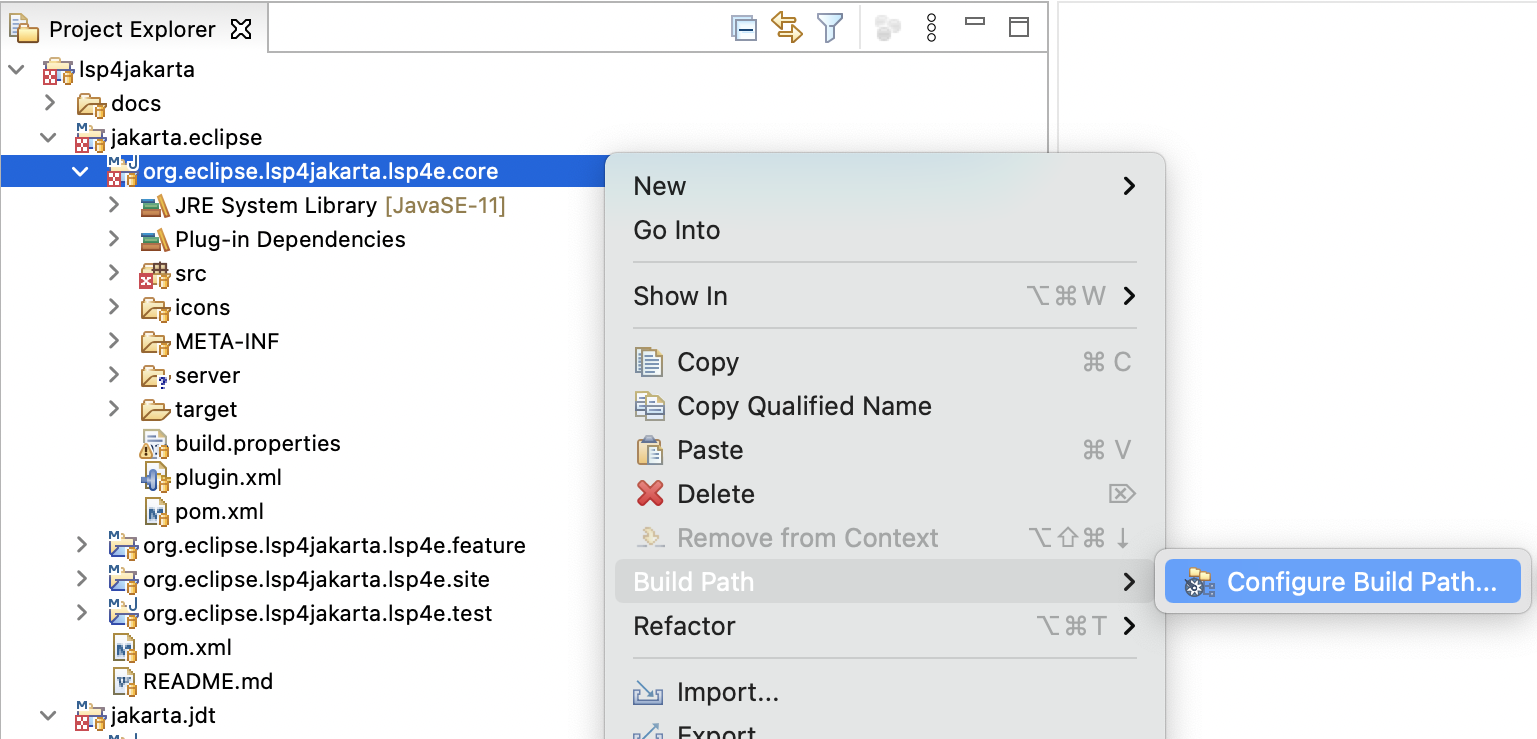 Project Explorer
lsp4jakarta
docs
jakarta.eclipse
org.eclipse.lsp4jakarta.lsp4e.core
JRE System Library [JavaSE-11]
Plug-in Dependencies
src
icons
META-INF
server
target
build.properties
plugin.xml
pom.xml
org.eclipse.lsp4jakarta.lsp4e.feature
org.eclipse.lsp4jakarta.lsp4e.site
org.eclipse.lsp4jakarta.lsp4e.test
pom.xml
README.md
jakarta.jdt
New
Go Into
Show In ⌥⌘W
Copy ⌘ C
Copy Qualified Name
Paste ⌘ V
Delete ⌦
Remove from Context ⌥⇧⌘↓
Build Path
Configure Build Path...
Refactor ⌥⌘T
Import...
Export